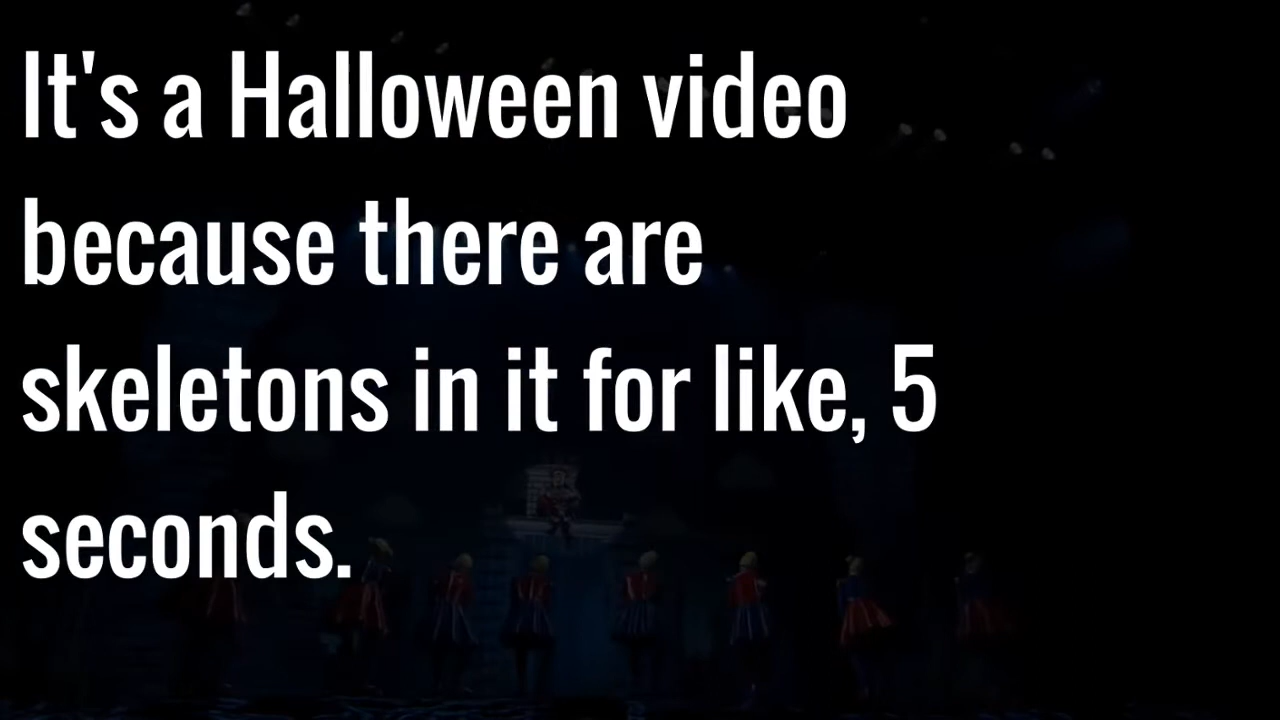 It's a Halloween video
because there are
skeletons in it for like, 5
seconds.